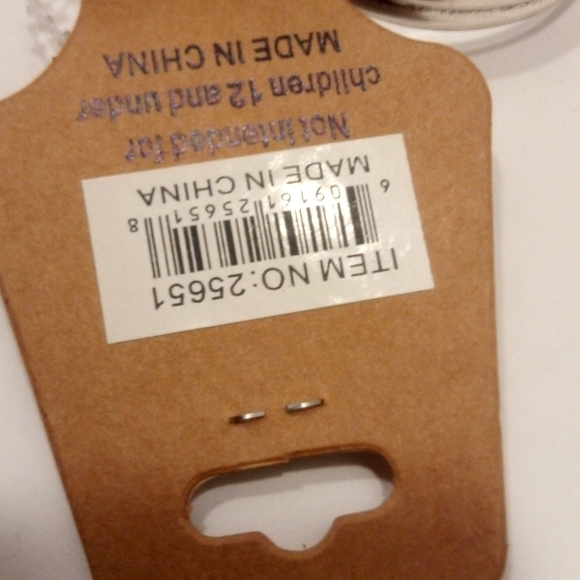 ITEM NO:25651
6 09161 25651 8
MADE IN CHINA
Not intended for
children 12 and under
MADE IN CHINA